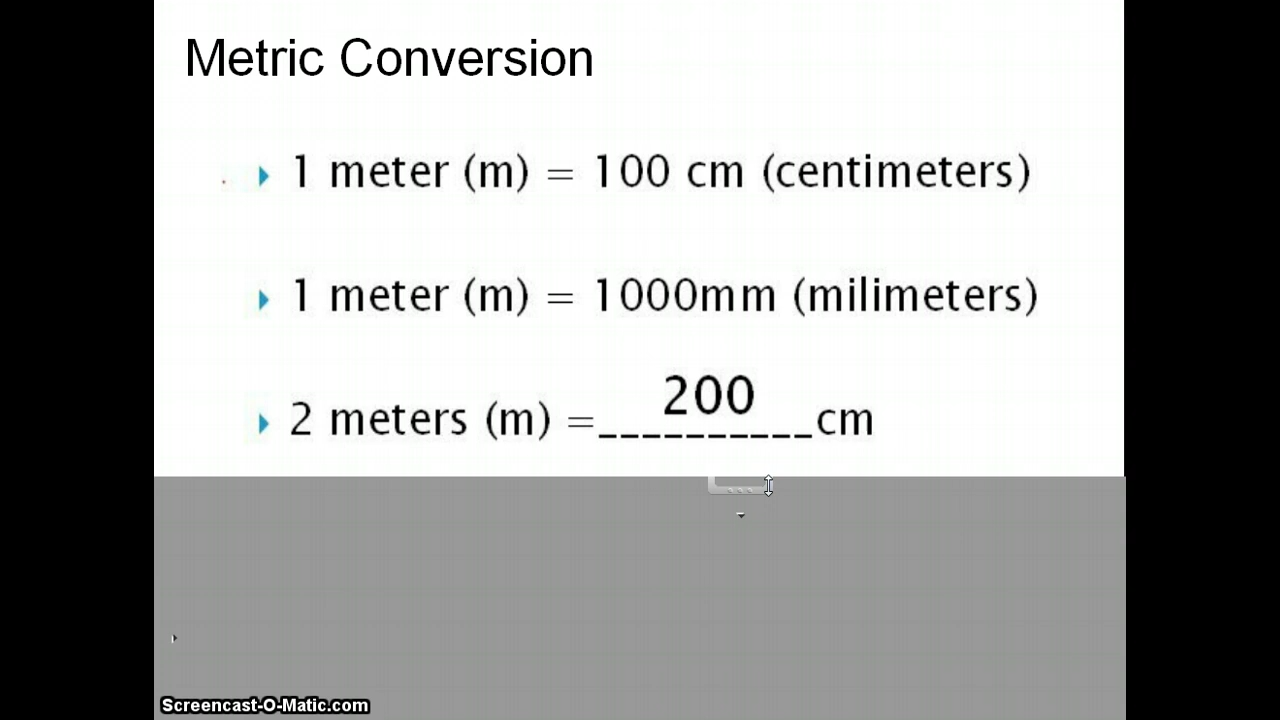 Metric Conversion
1 meter (m) = 100 cm (centimeters)
1 meter (m) = 1000mm (milimeters)
2 meters (m) =__________cm
200
Screencast-O-Matic.com